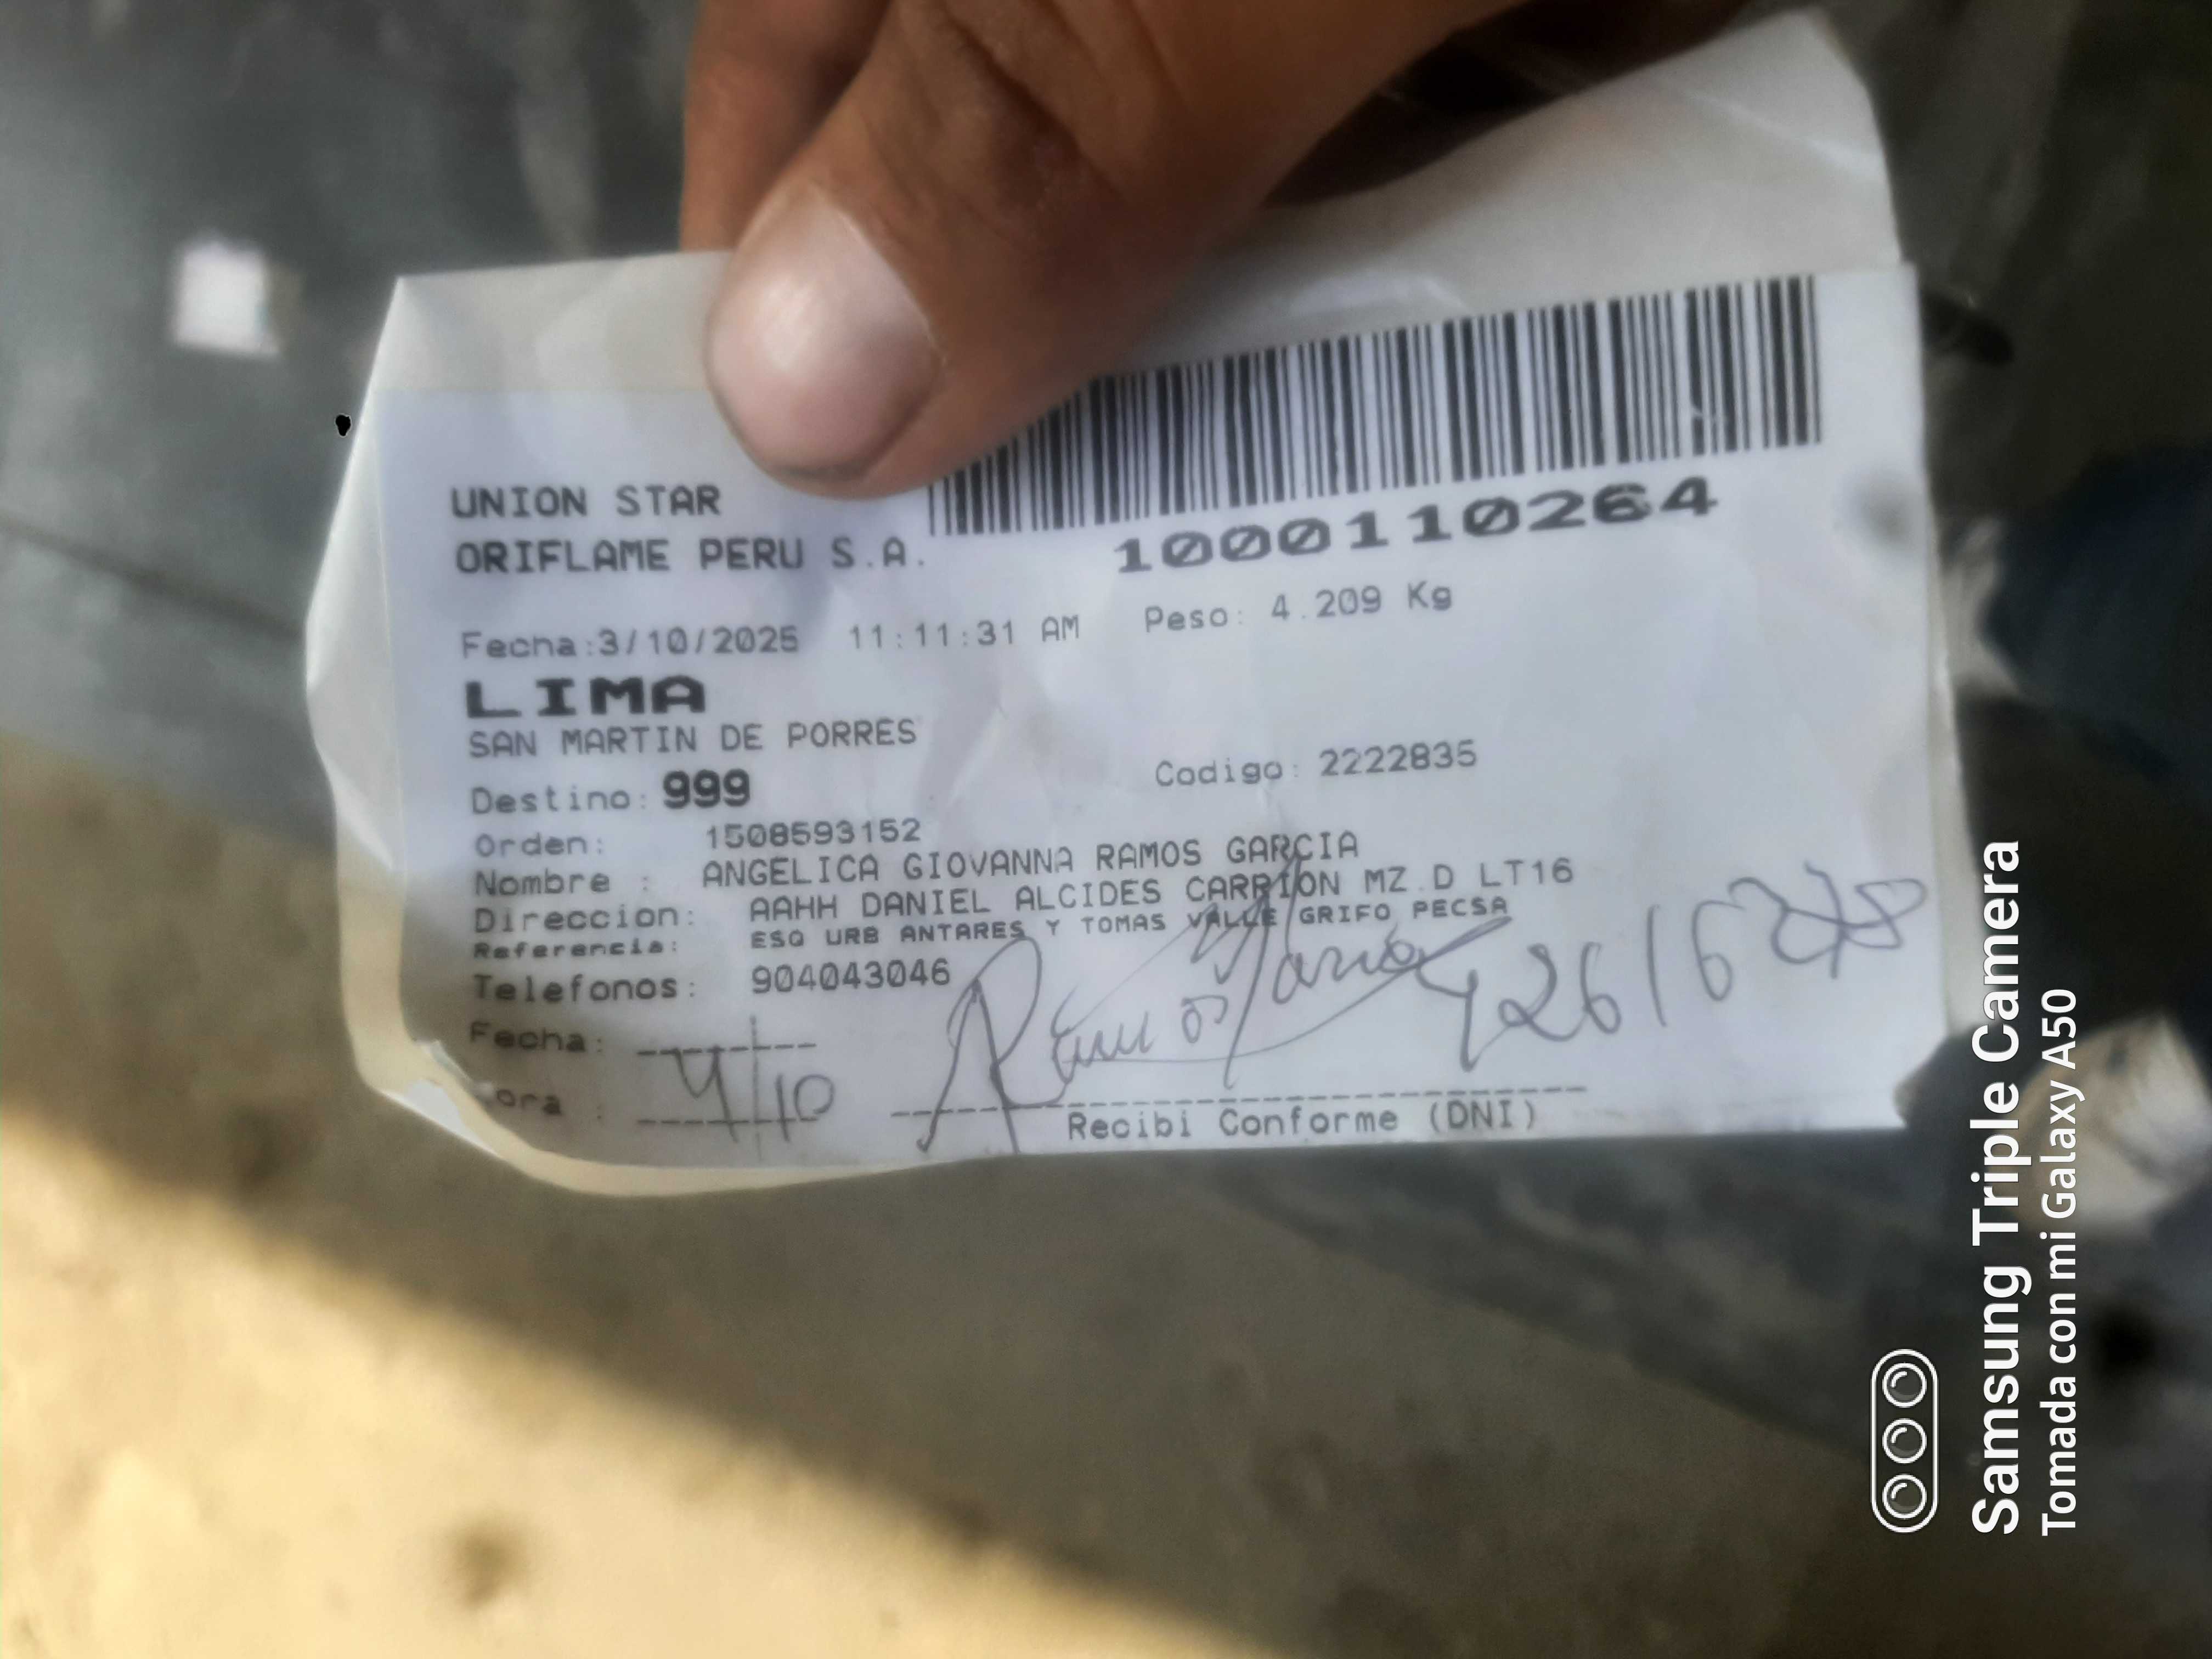 UNION STAR
ORIFLAME PERU S.A.
1000110264
Fecha:3/10/2025 11:11:31 AM Peso: 4.209 Kg
LIMA
SAN MARTIN DE PORRES
Destino: 999 Codigo: 2222835
Orden: 1508593152
Nombre : ANGELICA GIOVANNA RAMOS GARCIA
Direccion: AAHH DANIEL ALCIDES CARRION MZ.D LT16
Referencia: ESQ URB ANTARES Y TOMAS VALLE GRIFO PECSA
Telefonos: 904043046
Fecha:
ora : 4/10
Ramos
Recibi Conforme (DNI)
Samsung Triple Camera
Tomada con mi Galaxy A50